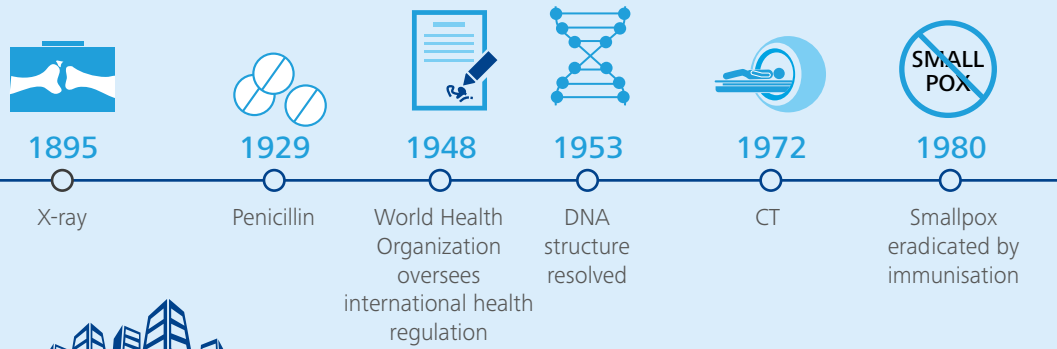 SMALL
POX
1895
1929
1948
1953
1972
1980
X-ray
Penicillin
World Health
Organization
oversees
international health
regulation
DNA
structure
resolved
CT
Smallpox
eradicated by
immunisation